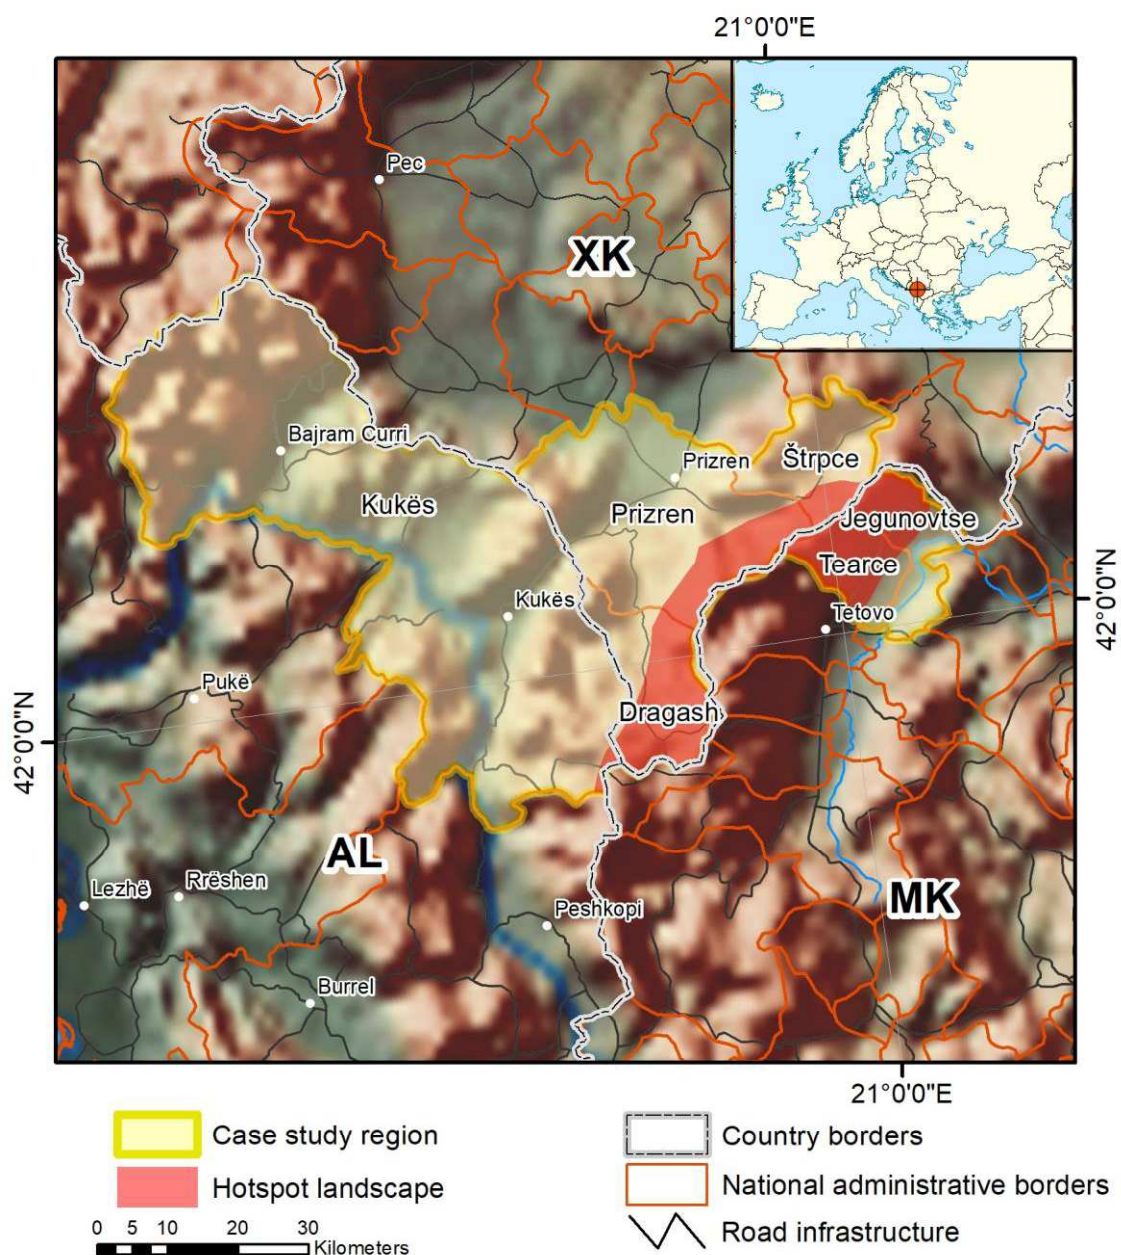 21°0'0"E
Pec
XK
Bajram Curri
Prizren
Štrpce
Kukës
Prizren
Jegunovtse
Tearce
Kukës
Tetovo
42°0'0"N
Pukë
Dragash
42°0'0"N
AL
Rrëshen
Lezhë
MK
Peshkopi
Burrel
21°0'0"E
Case study region
Country borders
Hotspot landscape
National administrative borders
0 5 10 20 30
Kilometers
Road infrastructure